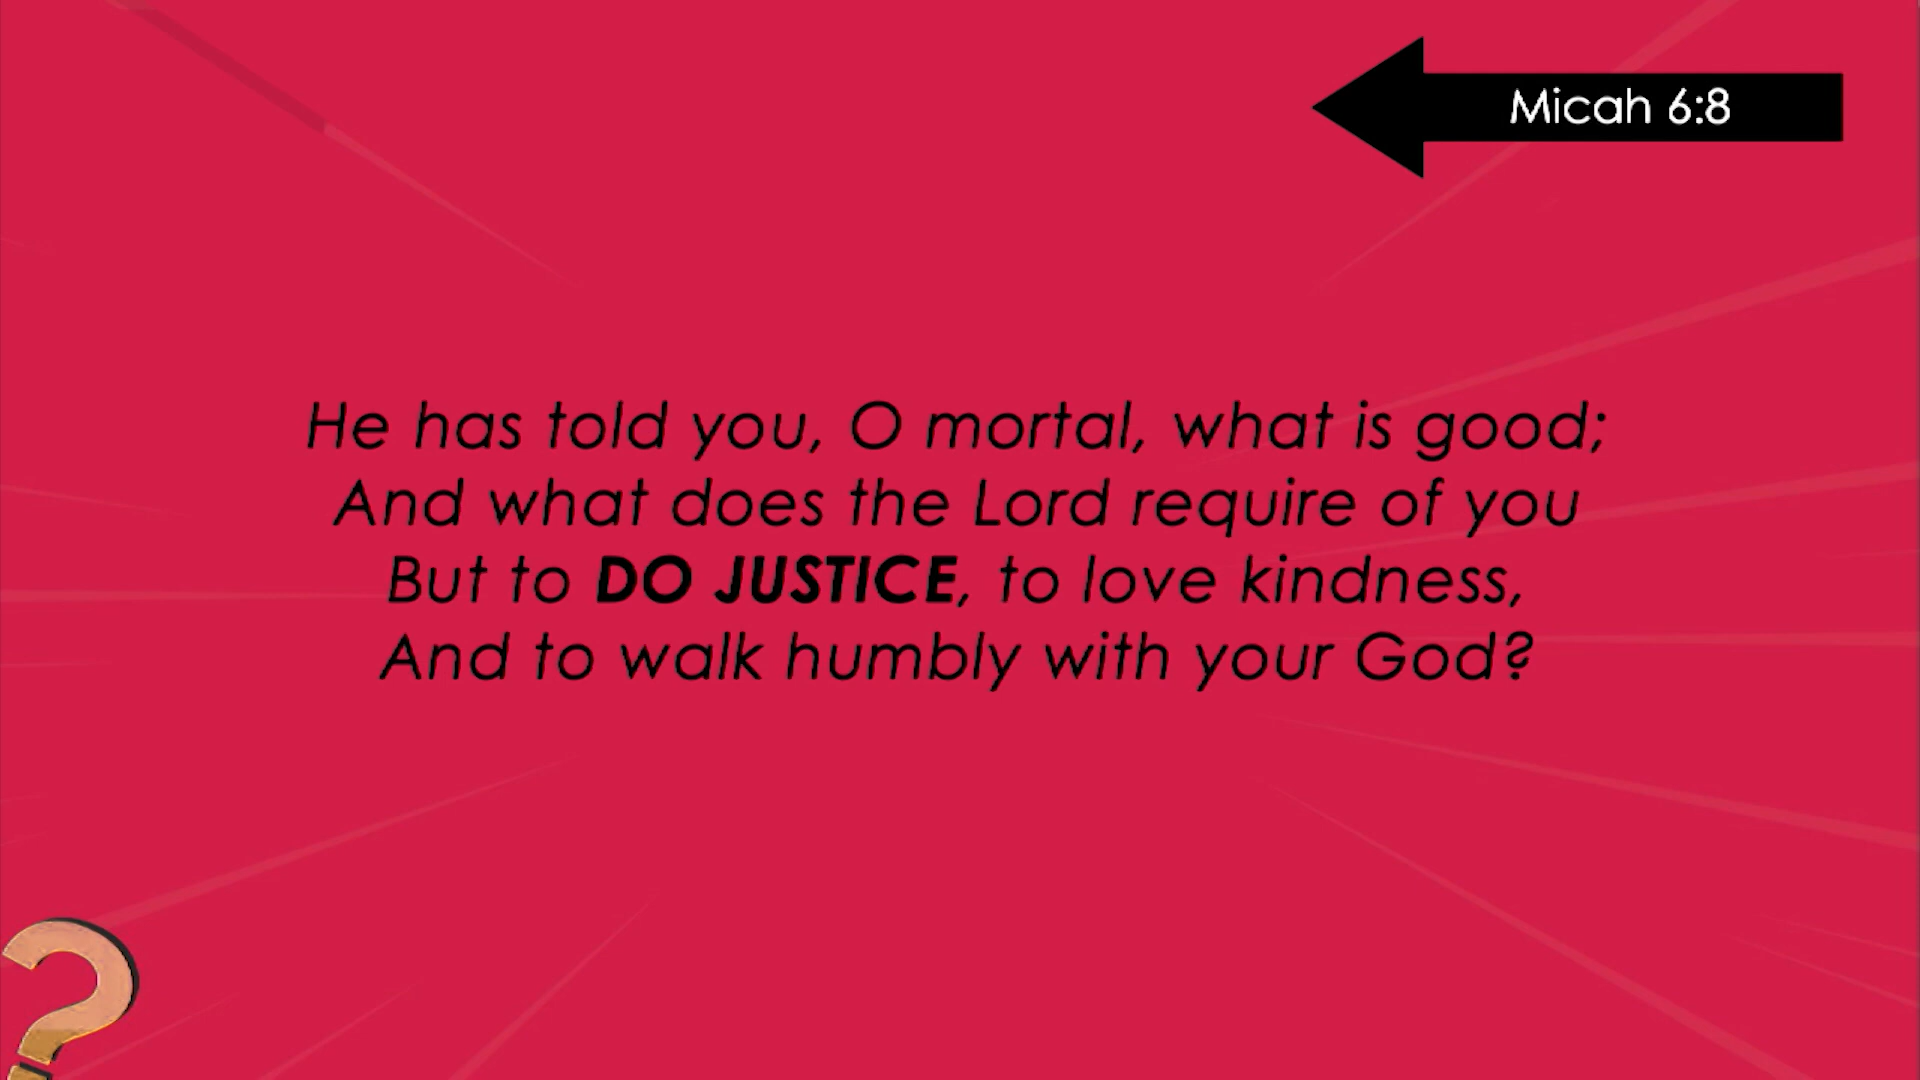 Micah 6:8
He has told you, O mortal, what is good;
And what does the Lord require of you
But to DO JUSTICE, to love kindness,
And to walk humbly with your God?
?